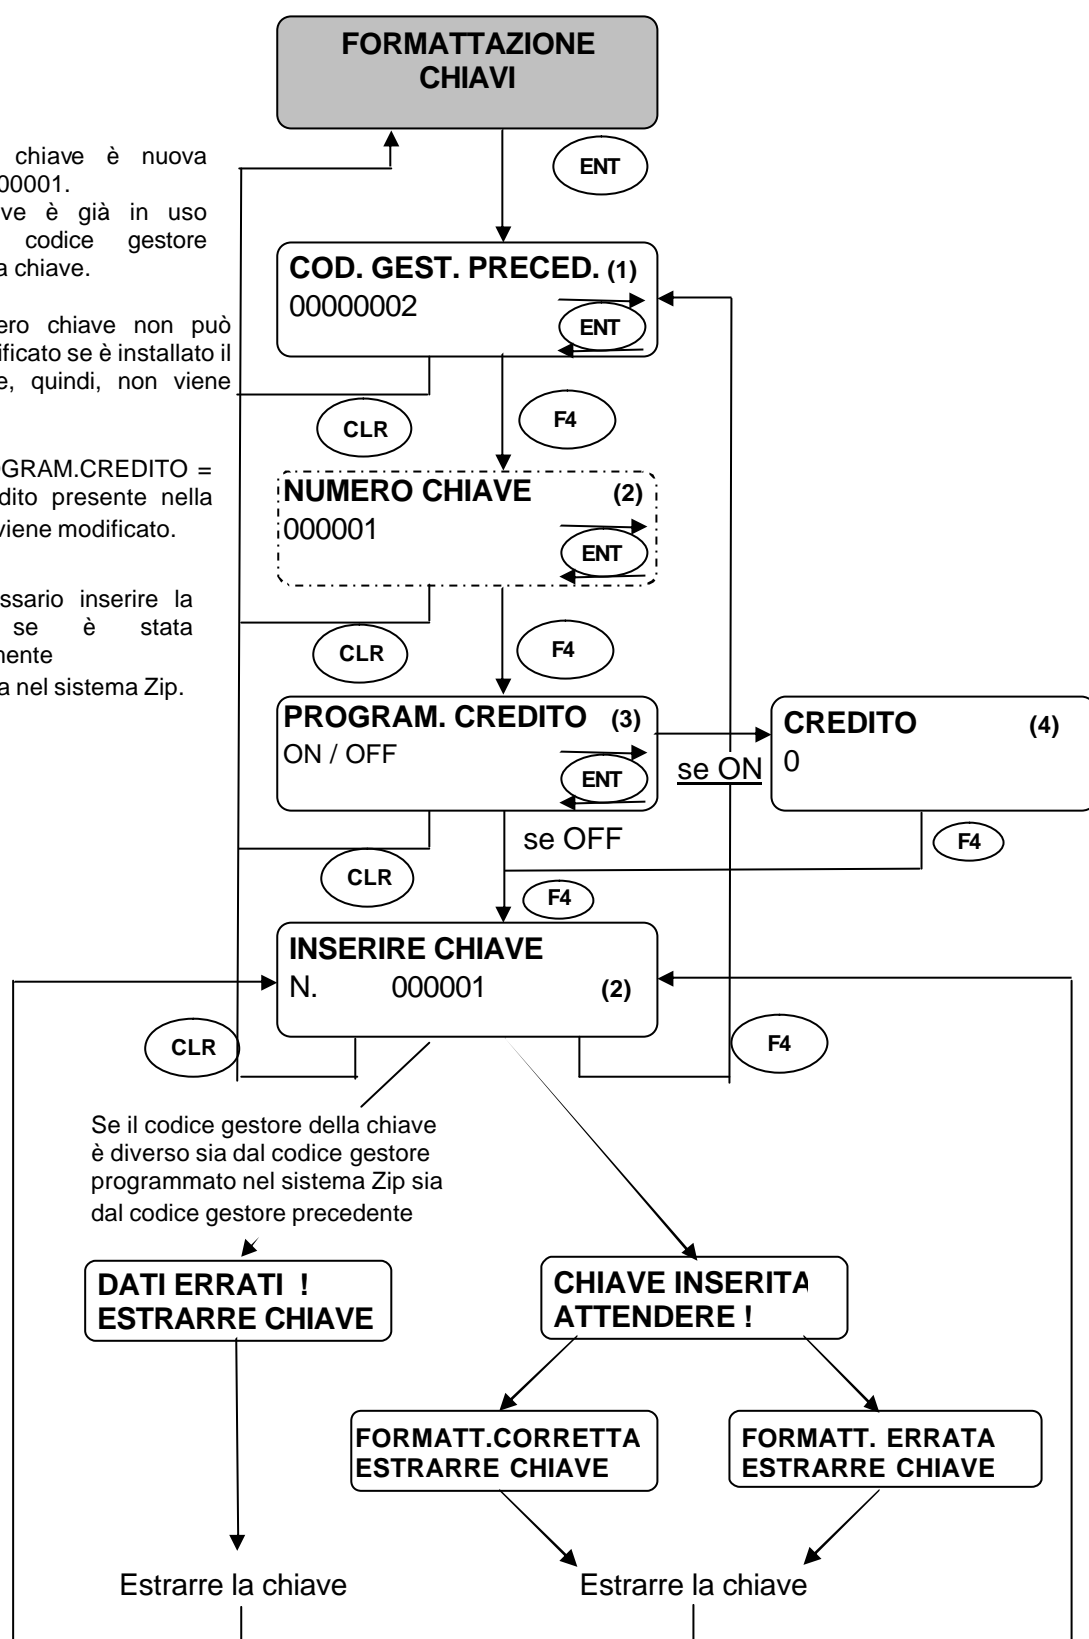 FORMATTAZIONE
CHIAVI
ENT
chiave è nuova
00001.
ve è già in uso
codice gestore
a chiave.
ero chiave non può
ificato se è installato il
e, quindi, non viene
OGRAM.CREDITO =
dito presente nella
viene modificato.
ssario inserire la
se è stata
nente
a nel sistema Zip.
COD. GEST. PRECED. (1)
00000002
ENT
CLR
F4
NUMERO CHIAVE (2)
000001
ENT
CLR
F4
PROGRAM. CREDITO (3)
ON / OFF
ENT
se ON
CREDITO (4)
0
se OFF
F4
CLR
F4
INSERIRE CHIAVE
N. 000001 (2)
CLR
F4
Se il codice gestore della chiave
è diverso sia dal codice gestore
programmato nel sistema Zip sia
dal codice gestore precedente
DATI ERRATI !
ESTRARRE CHIAVE
CHIAVE INSERITA
ATTENDERE !
FORMATT.CORRETTA
ESTRARRE CHIAVE
FORMATT. ERRATA
ESTRARRE CHIAVE
Estrarre la chiave
Estrarre la chiave